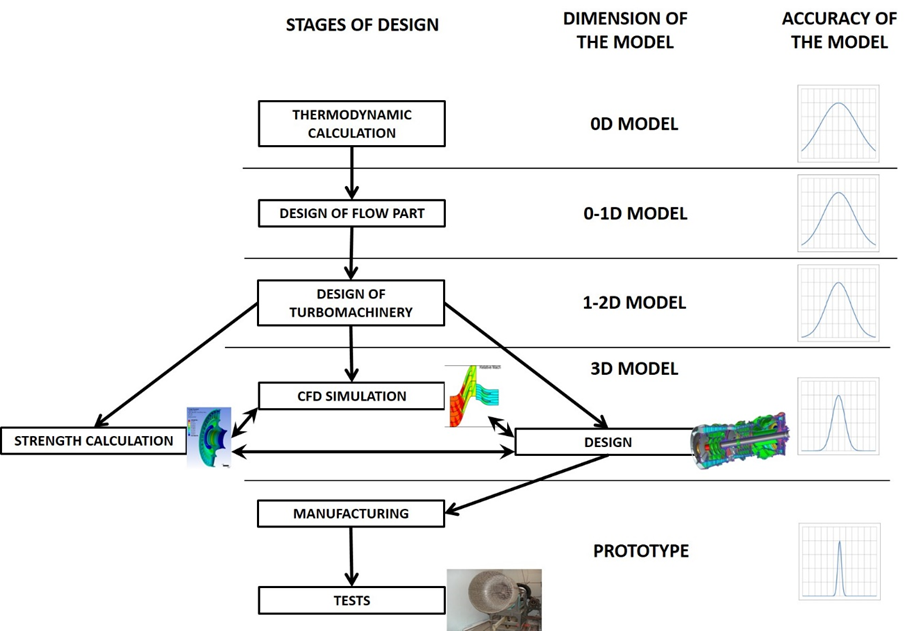 STAGES OF DESIGN
DIMENSION OF
THE MODEL
ACCURACY OF
THE MODEL
THERMODYNAMIC
CALCULATION
0D MODEL
DESIGN OF FLOW PART
0-1D MODEL
DESIGN OF
TURBOMACHINERY
1-2D MODEL
3D MODEL
CFD SIMULATION
STRENGTH CALCULATION
DESIGN
MANUFACTURING
PROTOTYPE
TESTS